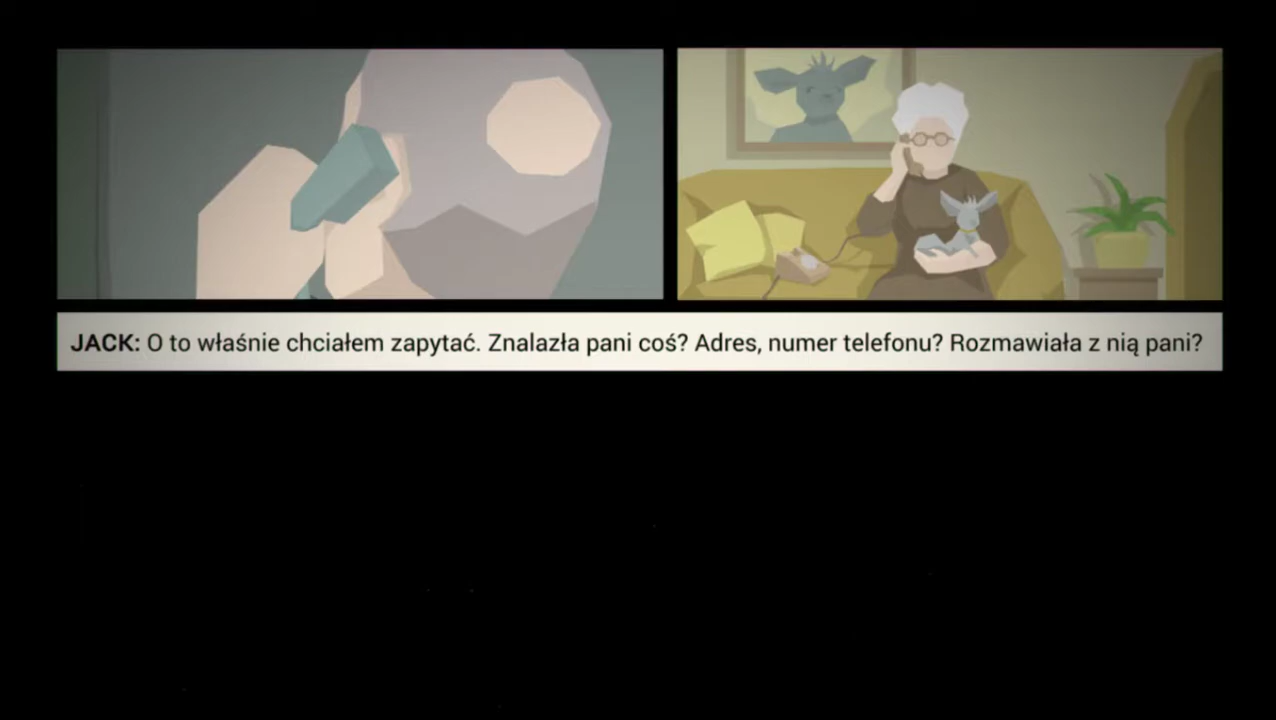 JACK: O to właśnie chciałem zapytać. Znalazła pani coś? Adres, numer telefonu? Rozmawiała z nią pani?